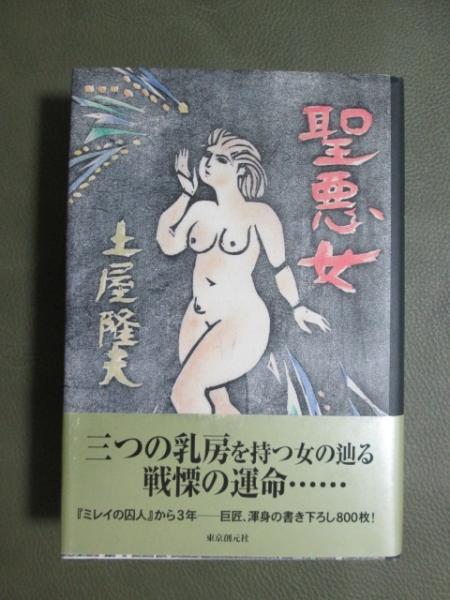 聖悪女
土屋隆夫
三つの乳房を持つ女の辿る
戦慄の運命……
『ミレイの囚人』から3年──巨匠、渾身の書き下ろし800枚!
東京創元社